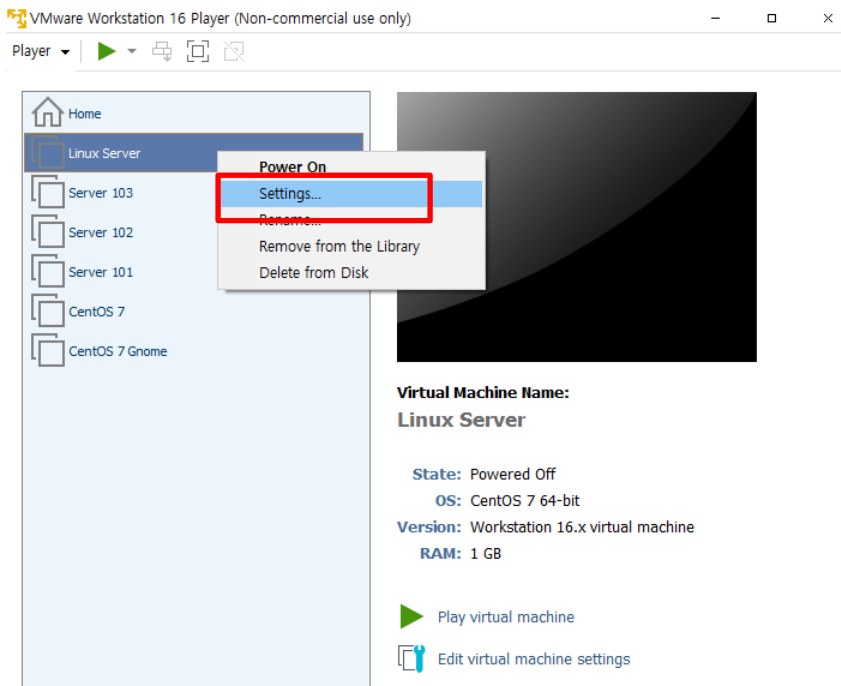 VMware Workstation 16 Player (Non-commercial use only)
Player
Home
Linux Server
Server 103
Server 102
Server 101
CentOS 7
CentOS 7 Gnome
Power On
Settings...
Rename...
Remove from the Library
Delete from Disk
Virtual Machine Name:
Linux Server
State: Powered Off
OS: CentOS 7 64-bit
Version: Workstation 16.x virtual machine
RAM: 1 GB
Play virtual machine
Edit virtual machine settings